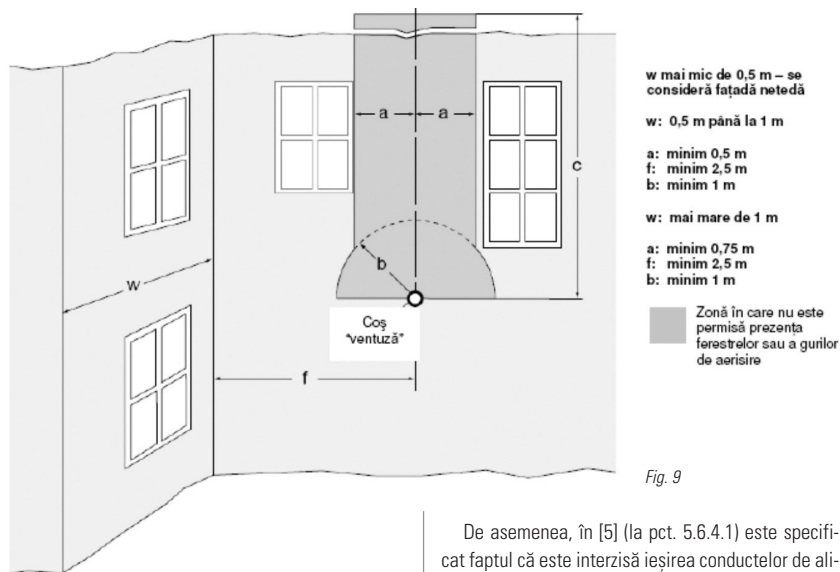 a
a
c
b
w
Coș
"ventuză"
f
w mai mic de 0,5 m – se
consideră fațadă netedă
w: 0,5 m până la 1 m
a: minim 0,5 m
f: minim 2,5 m
b: minim 1 m
w: mai mare de 1 m
a: minim 0,75 m
f: minim 2,5 m
b: minim 1 m
Zonă în care nu este
permisă prezența
ferestrelor sau a gurilor
de aerisire
Fig. 9
De asemenea, în [5] (la pct. 5.6.4.1) este specifi-
cat faptul că este interzisă ieșirea conductelor de ali-